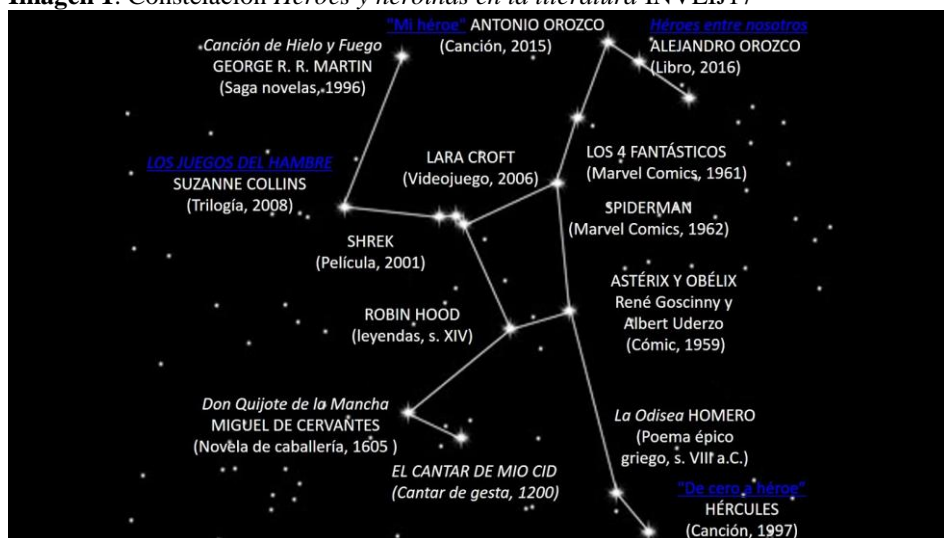 Imagen 1: Constelación Héroes y heroínas en la literatura INVEIJ17
"Mi héroe" ANTONIO OROZCO
(Canción, 2015)
Héroes entre nosotros
ALEJANDRO OROZCO
(Libro, 2016)
Canción de Hielo y Fuego
GEORGE R. R. MARTIN
(Saga novelas, 1996)
LOS JUEGOS DEL HAMBRE
SUZANNE COLLINS
(Trilogía, 2008)
LARA CROFT
(Videojuego, 2006)
LOS 4 FANTÁSTICOS
(Marvel Comics, 1961)
SPIDERMAN
(Marvel Comics, 1962)
SHREK
(Película, 2001)
ASTÉRIX Y OBÉLIX
René Goscinny y
Albert Uderzo
(Cómic, 1959)
ROBIN HOOD
(leyendas, s. XIV)
Don Quijote de la Mancha
MIGUEL DE CERVANTES
(Novela de caballería, 1605 )
La Odisea HOMERO
(Poema épico
griego, s. VIII a.C.)
EL CANTAR DE MIO CID
(Cantar de gesta, 1200)
"De cero a héroe"
HÉRCULES
(Canción, 1997)